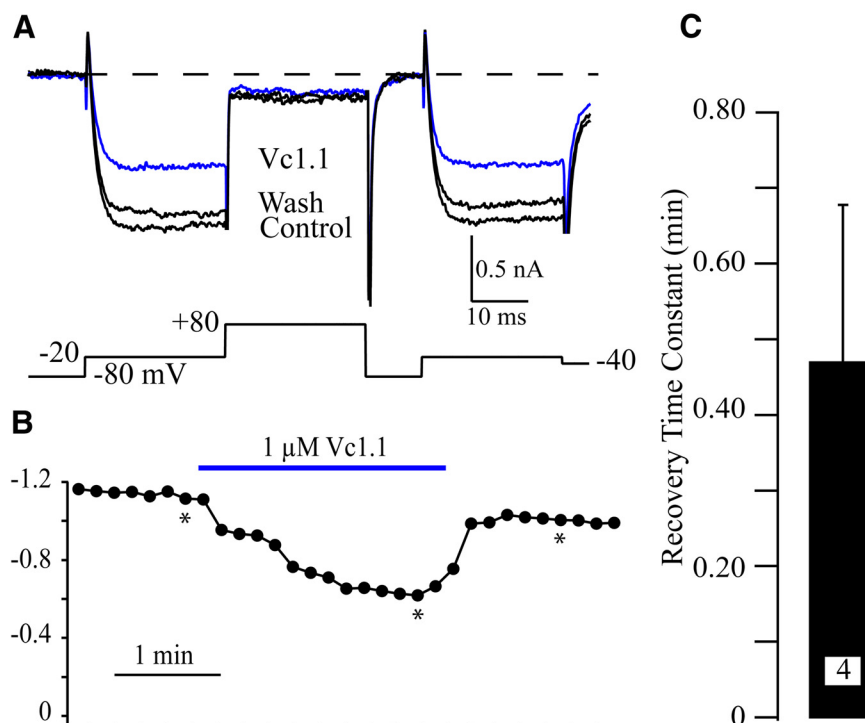 A
Vc1.1
Wash
Control
0.5 nA
10 ms
+80
-20
-80 mV
-40
B
1 µM Vc1.1
-1.2
-0.8
-0.4
0
*
*
*
1 min
C
Recovery Time Constant (min)
0.80
0.60
0.40
0.20
0
4